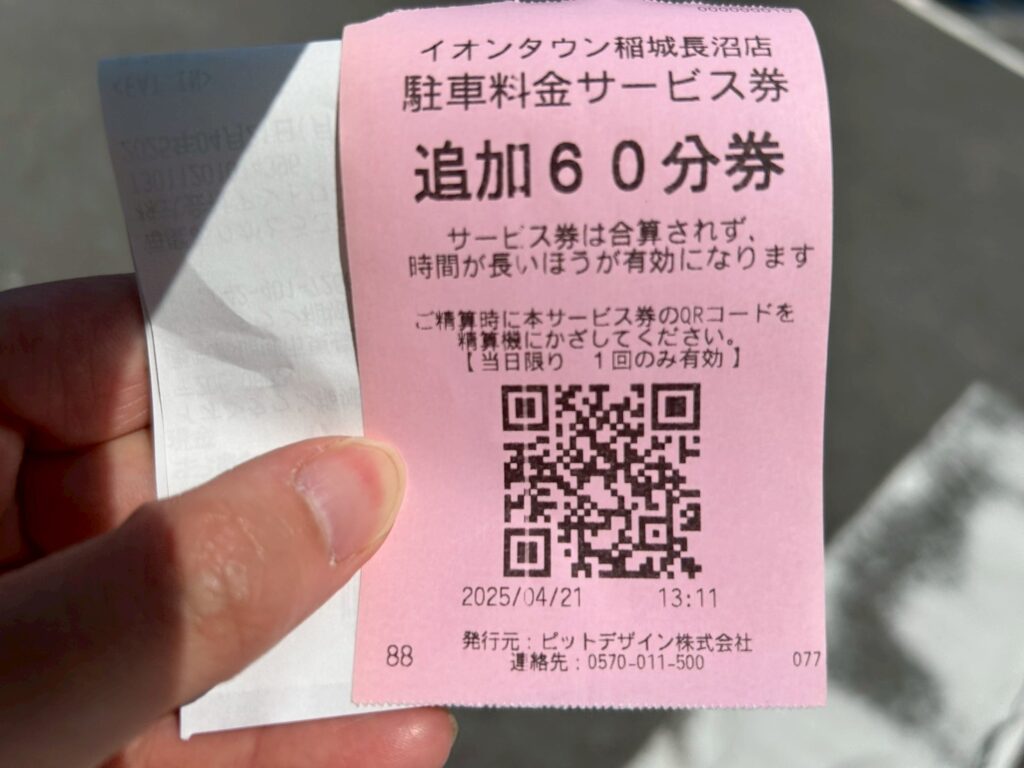 イオンタウン稲城長沼店
駐車料金サービス券
追加60分券
サービス券は合算されず、
時間が長いほうが有効になります
ご精算時に本サービス券のQRコードを
精算機にかざしてください。
【 当日限り 1回のみ有効 】
2025/04/21 13:11
発行元：ピットデザイン株式会社
88 連絡先：0570-011-500 077